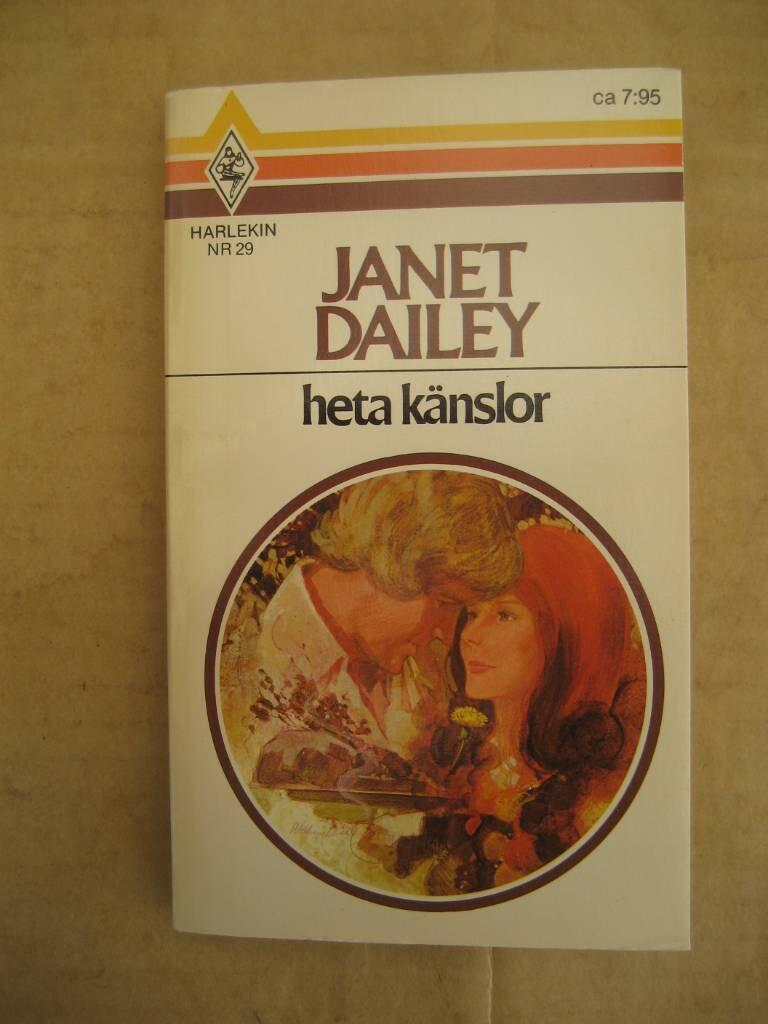 ca 7:95
HARLEKIN
NR 29
JANET
DAILEY
heta känslor